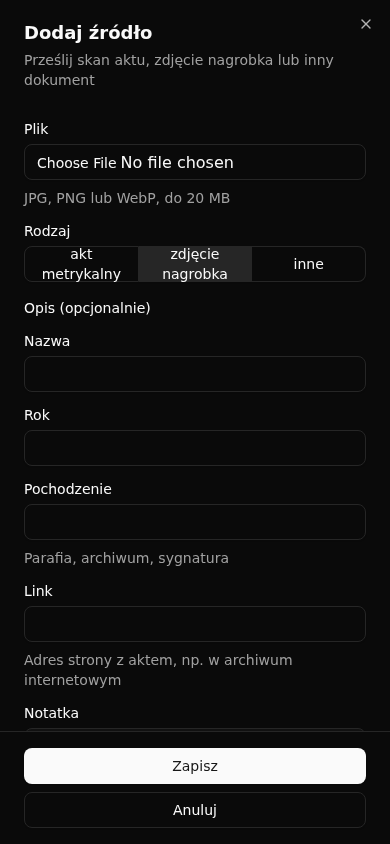 Dodaj źródło
Prześlij skan aktu, zdjęcie nagrobka lub inny
dokument
Plik
Choose File No file chosen
JPG, PNG lub WebP, do 20 MB
Rodzaj
akt
metrykalny
zdjęcie
nagrobka
inne
Opis (opcjonalnie)
Nazwa
Rok
Pochodzenie
Parafia, archiwum, sygnatura
Link
Adres strony z aktem, np. w archiwum
internetowym
Notatka
Zapisz
Anuluj